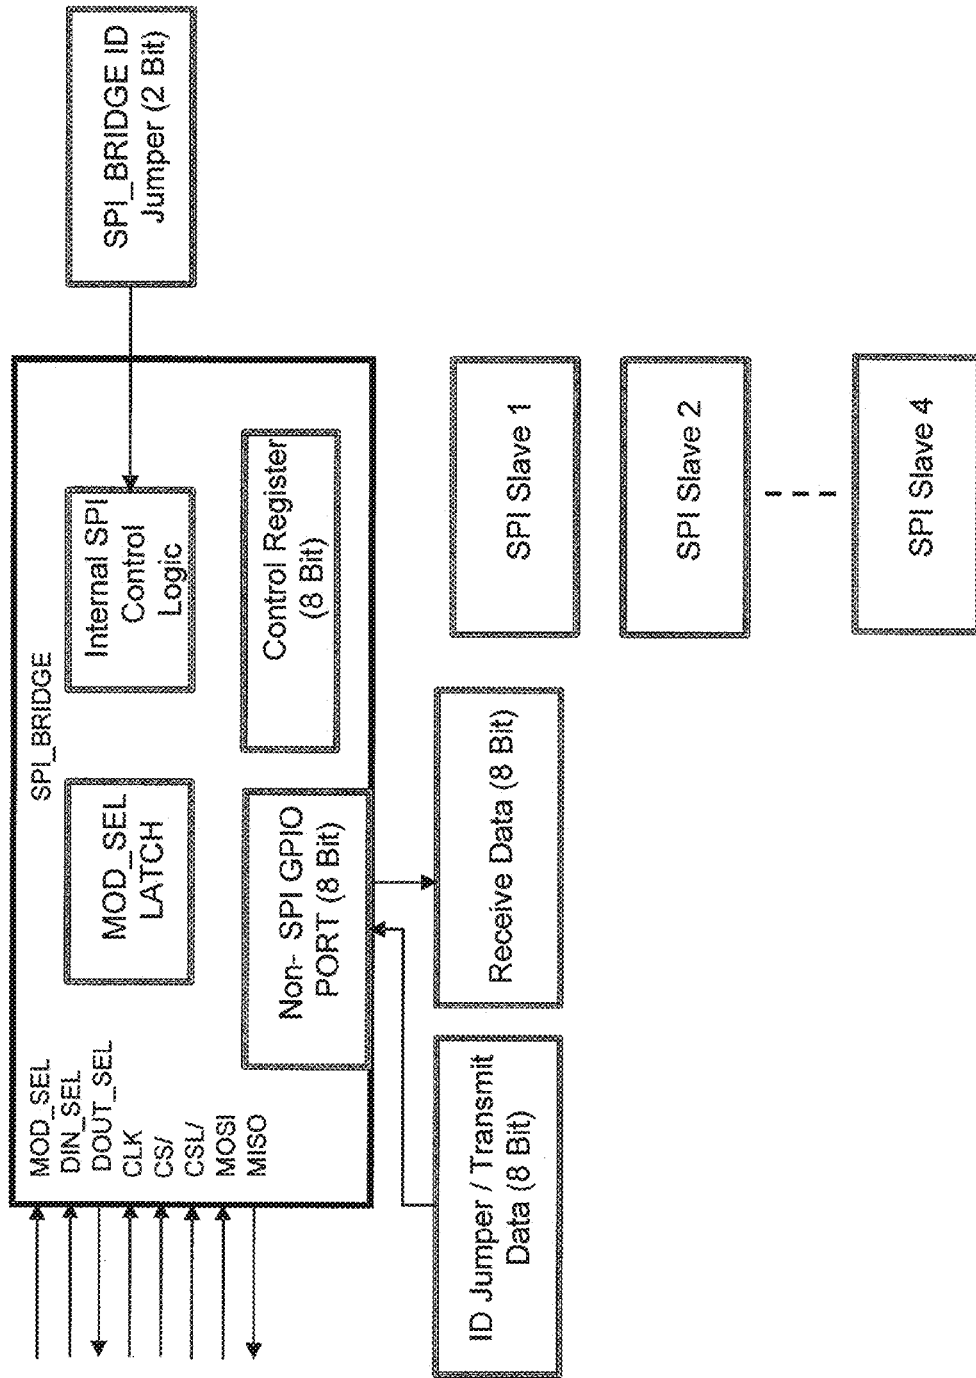 SPI_BRIDGE
MOD_SEL
DIN_SEL
DOUT_SEL
CLK
CS/
CSL/
MOSI
MISO
MOD_SEL
LATCH
Internal SPI
Control
Logic
SPI_BRIDGE ID
Jumper (2 Bit)
Non- SPI GPIO
PORT (8 Bit)
Control Register
(8 Bit)
ID Jumper / Transmit
Data (8 Bit)
Receive Data (8 Bit)
SPI Slave 1
SPI Slave 2
SPI Slave 4